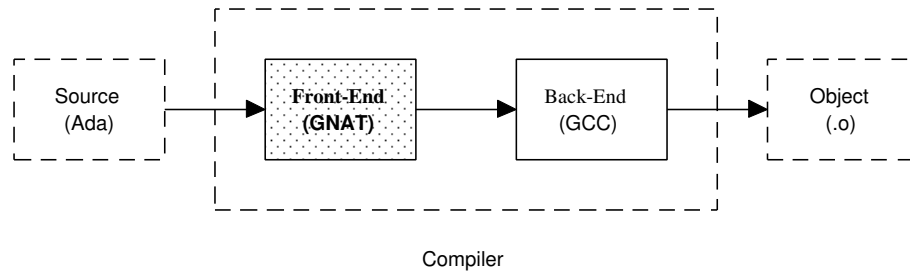 Source
(Ada)
Front-End
(GNAT)
Back-End
(GCC)
Object
(.o)
Compiler